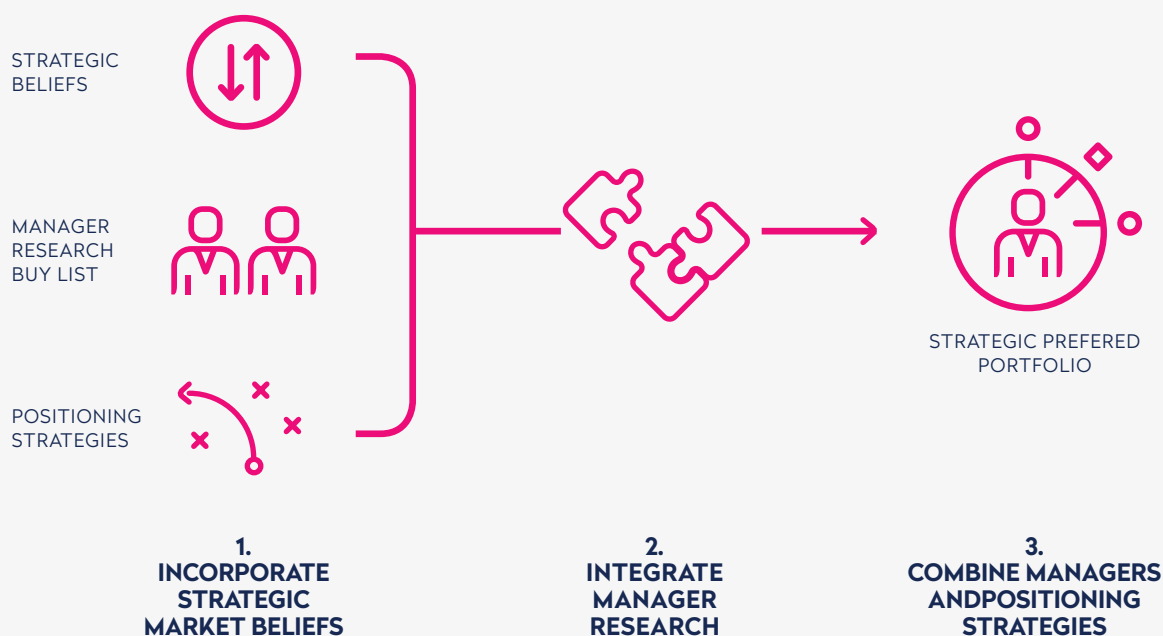 STRATEGIC
BELIEFS
MANAGER
RESEARCH
BUY LIST
POSITIONING
STRATEGIES
STRATEGIC PREFERED
PORTFOLIO
1.
INCORPORATE
STRATEGIC
MARKET BELIEFS
2.
INTEGRATE
MANAGER
RESEARCH
3.
COMBINE MANAGERS
ANDPOSITIONING
STRATEGIES